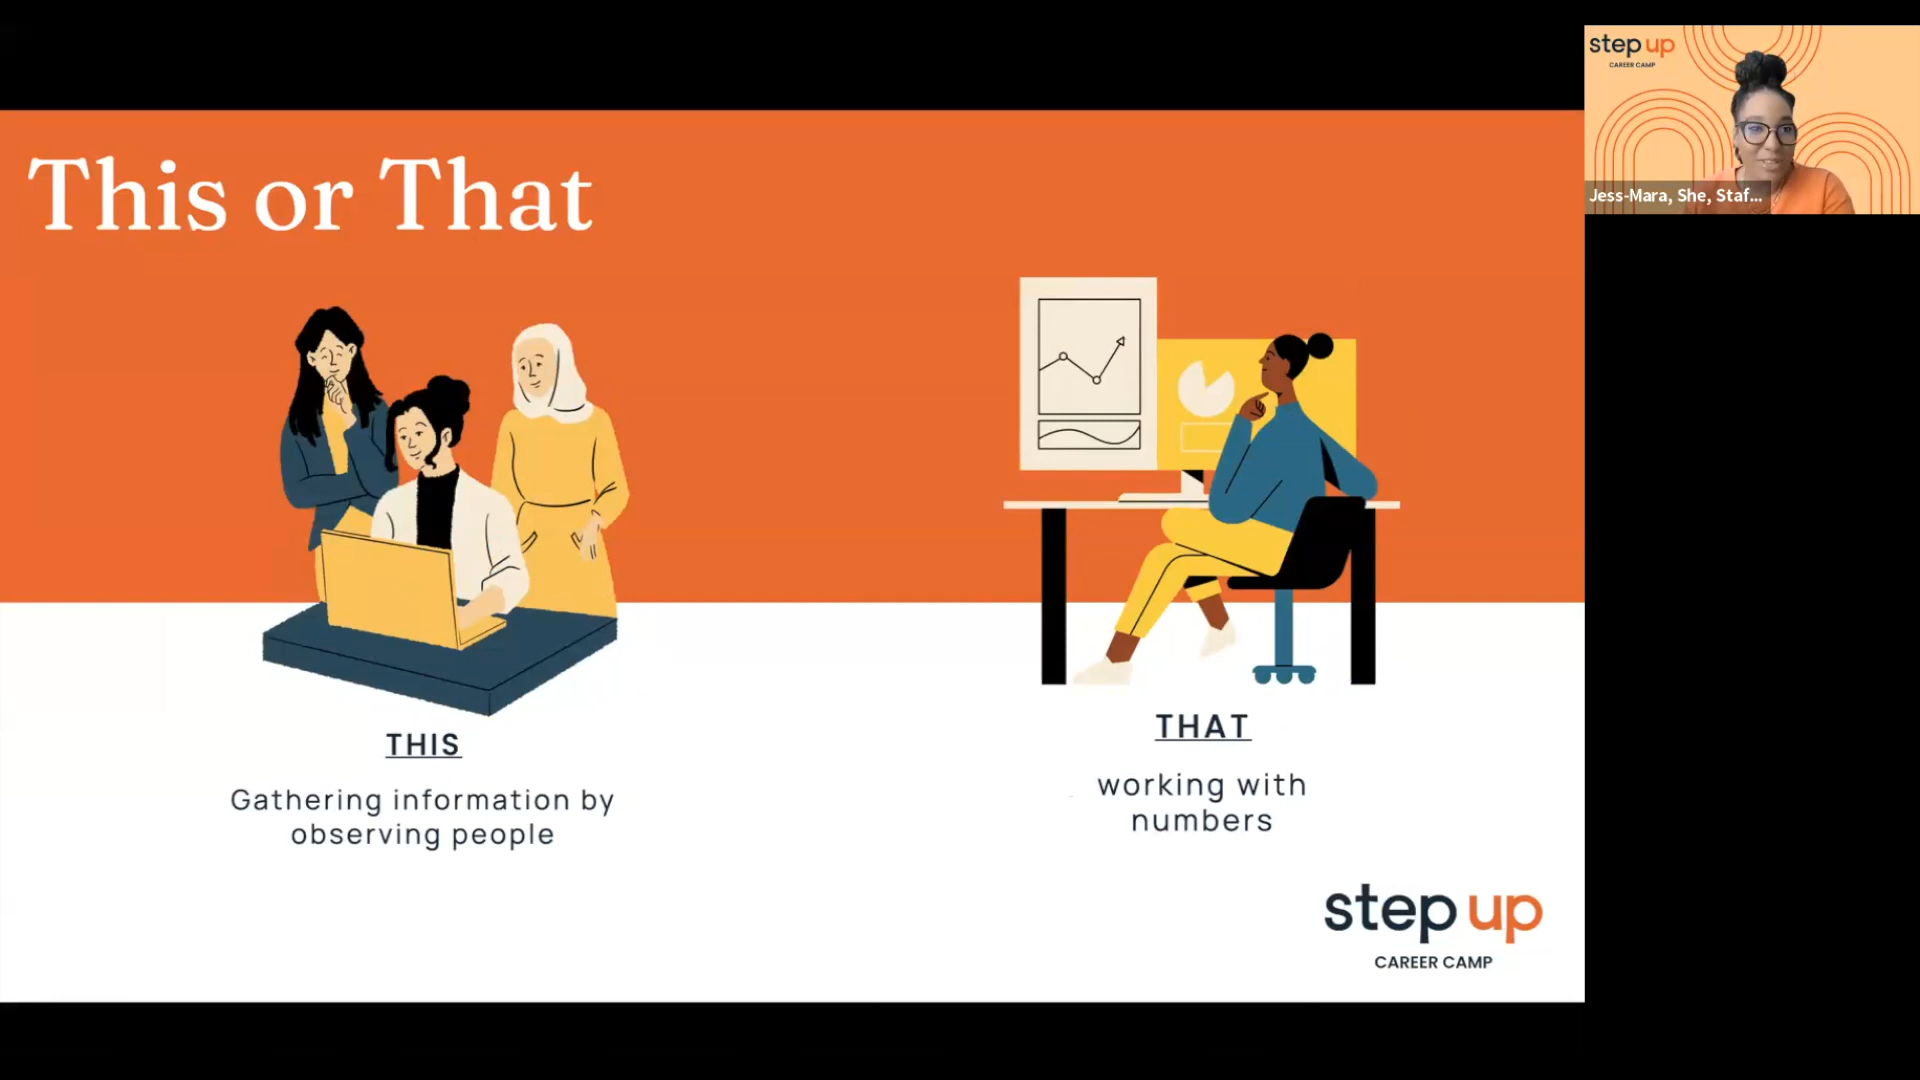 This or That
THIS
Gathering information by
observing people
THAT
working with
numbers
step up
CAREER CAMP
step up
CAREER CAMP
Jess-Mara, She, Staf...